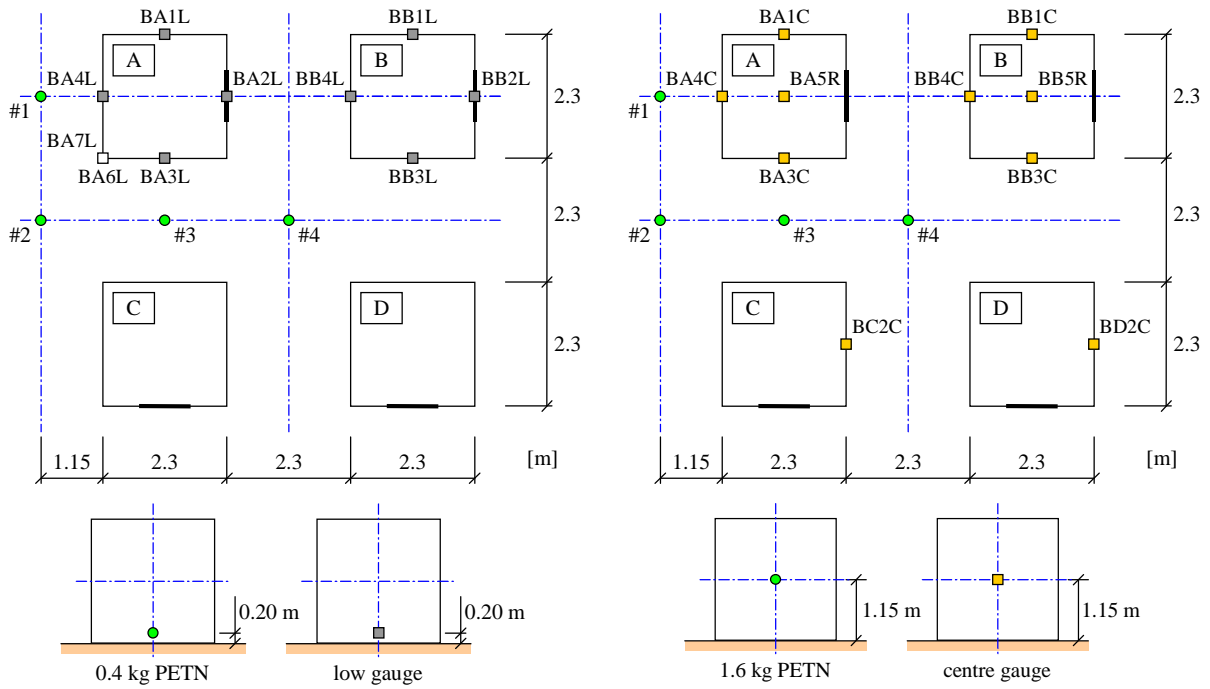 BA1L
BB1L
A
B
BA4L
BA2L
BB4L
BB2L
#1
2.3
BA7L
BA6L
BA3L
BB3L
#2
#3
#4
2.3
C
D
2.3
1.15
2.3
2.3
2.3
[m]
0.20 m
0.20 m
0.4 kg PETN
low gauge
BA1C
BB1C
A
B
BA4C
BA5R
BB4C
BB5R
#1
2.3
BA3C
BB3C
#2
#3
#4
2.3
C
D
BC2C
BD2C
2.3
1.15
2.3
2.3
2.3
[m]
1.15 m
1.15 m
1.6 kg PETN
centre gauge